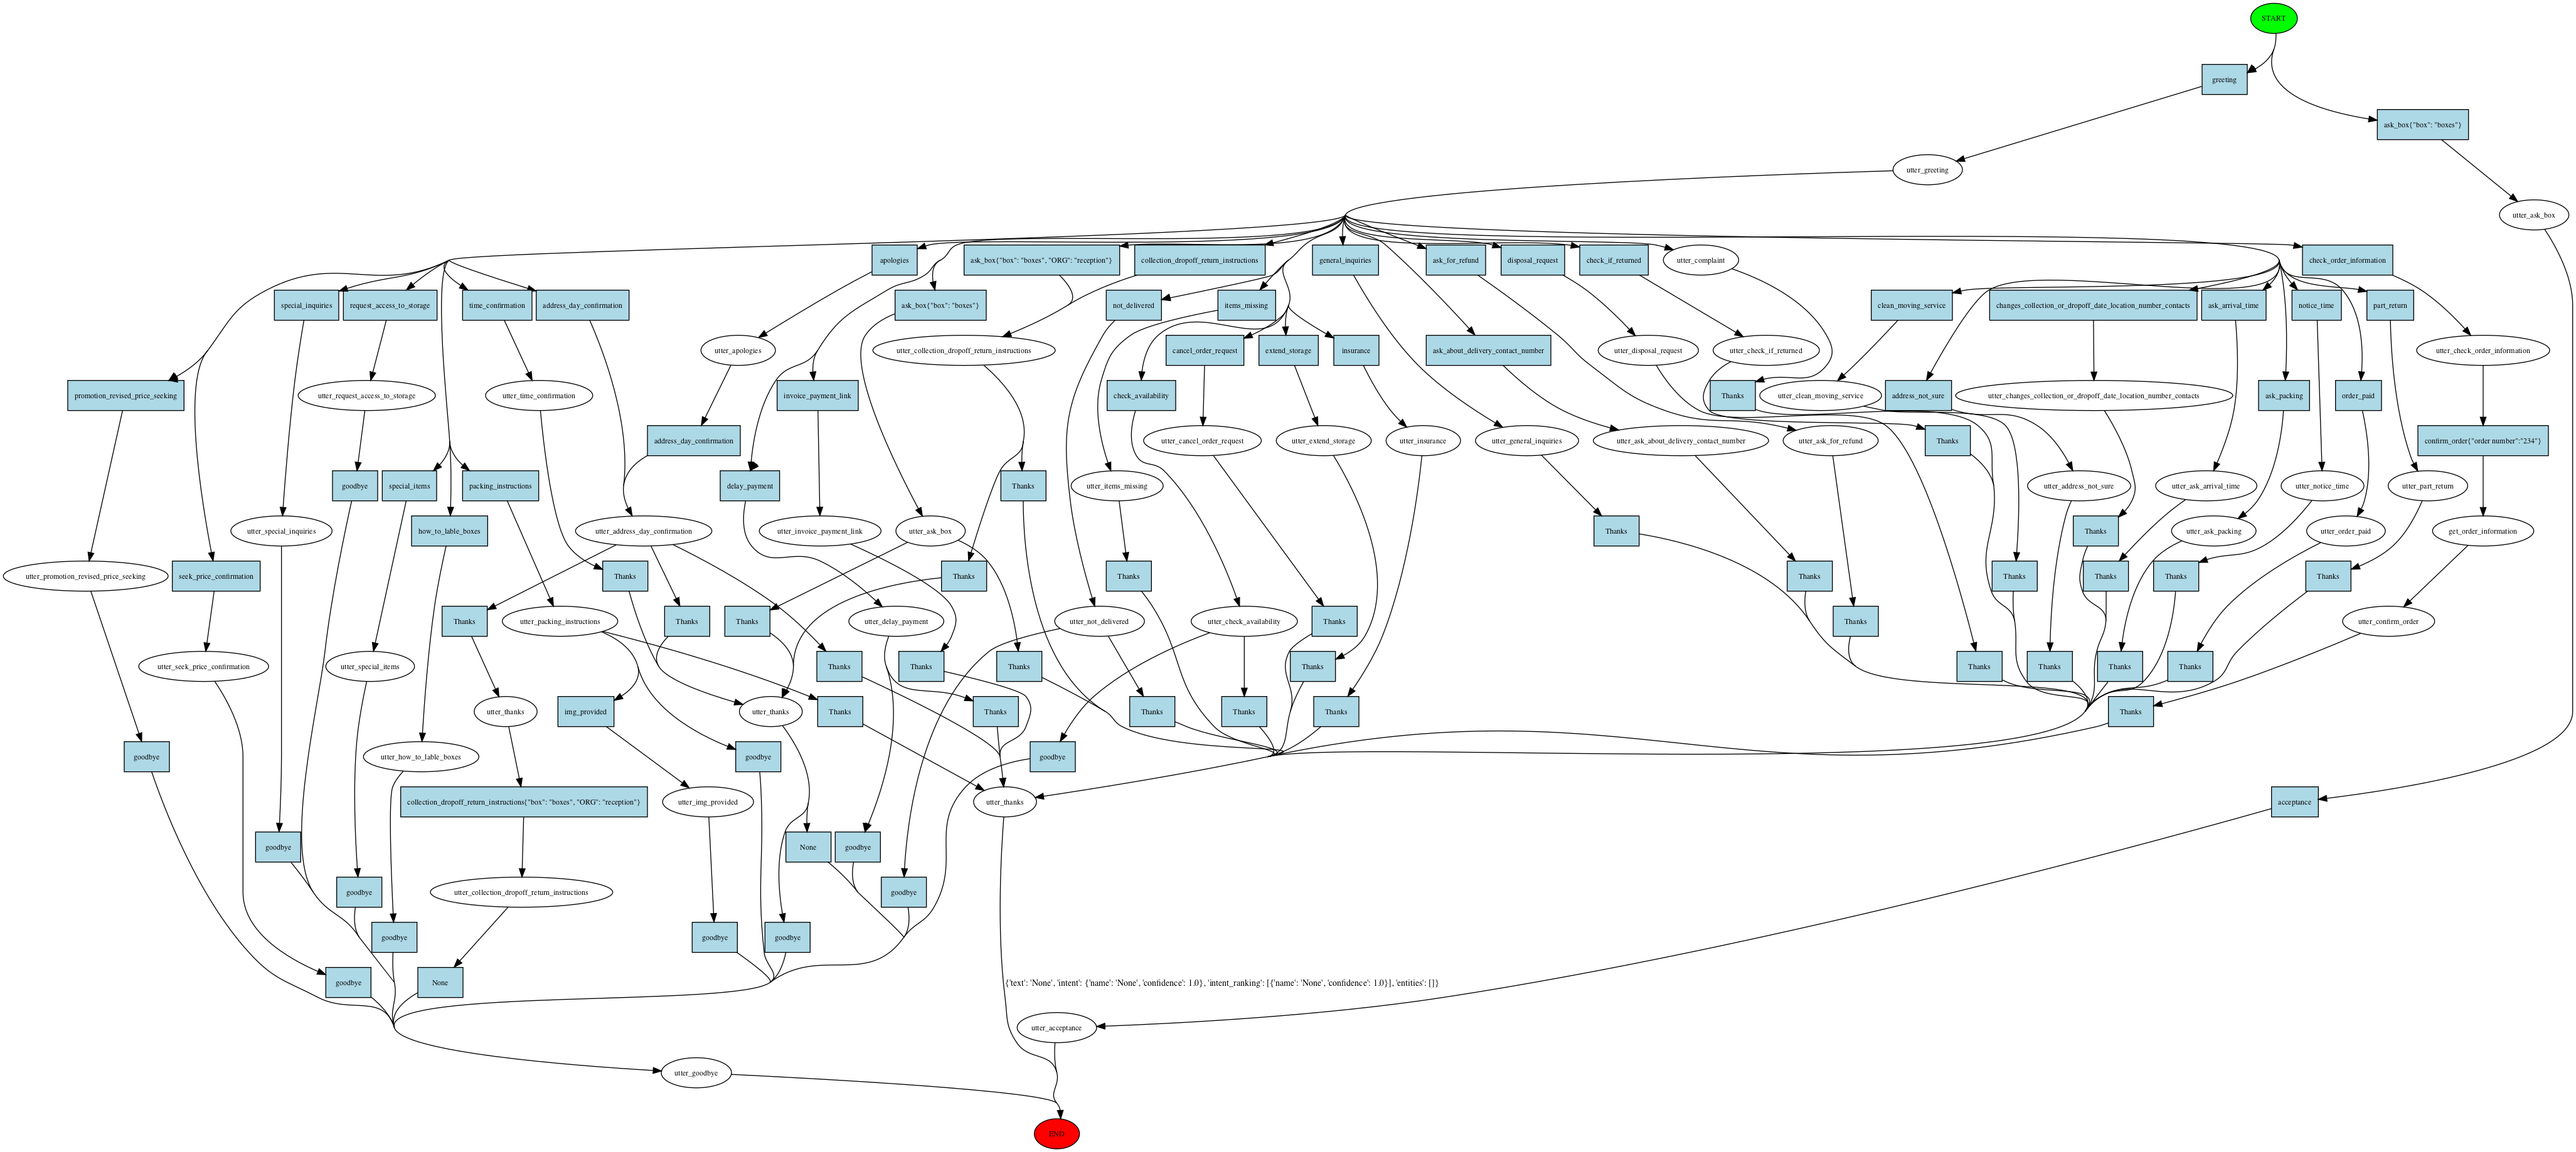 START
greeting
ask_box{"box": "boxes"}
utter_greeting
utter_ask_box
apologies
ask_box{"box": "boxes", "ORG": "reception"}
collection_dropoff_return_instructions
general_inquiries
ask_for_refund
disposal_request
check_if_returned
utter_complaint
check_order_information
special_inquiries
request_access_to_storage
time_confirmation
address_day_confirmation
ask_box{"box": "boxes"}
not_delivered
items_missing
clean_moving_service
changes_collection_or_dropoff_date_location_number_contacts
ask_arrival_time
notice_time
part_return
utter_apologies
utter_collection_dropoff_return_instructions
cancel_order_request
extend_storage
insurance
ask_about_delivery_contact_number
utter_disposal_request
utter_check_if_returned
utter_check_order_information
promotion_revised_price_seeking
utter_request_access_to_storage
utter_time_confirmation
invoice_payment_link
check_availability
Thanks
utter_clean_moving_service
address_not_sure
utter_changes_collection_or_dropoff_date_location_number_contacts
ask_packing
order_paid
address_day_confirmation
utter_cancel_order_request
utter_extend_storage
utter_insurance
utter_general_inquiries
utter_ask_about_delivery_contact_number
utter_ask_for_refund
Thanks
confirm_order{"order number":"234"}
goodbye
special_items
packing_instructions
delay_payment
Thanks
utter_items_missing
utter_address_not_sure
utter_ask_arrival_time
utter_notice_time
utter_part_return
utter_special_inquiries
how_to_lable_boxes
utter_address_day_confirmation
utter_invoice_payment_link
utter_ask_box
Thanks
Thanks
utter_ask_packing
utter_order_paid
get_order_information
utter_promotion_revised_price_seeking
seek_price_confirmation
Thanks
Thanks
Thanks
Thanks
Thanks
Thanks
Thanks
Thanks
Thanks
utter_packing_instructions
Thanks
Thanks
utter_delay_payment
utter_not_delivered
utter_check_availability
Thanks
Thanks
utter_confirm_order
utter_seek_price_confirmation
utter_special_items
Thanks
Thanks
Thanks
Thanks
Thanks
Thanks
Thanks
Thanks
utter_thanks
img_provided
utter_thanks
Thanks
Thanks
Thanks
Thanks
Thanks
Thanks
goodbye
utter_how_to_lable_boxes
goodbye
goodbye
collection_dropoff_return_instructions{"box": "boxes", "ORG": "reception"}
utter_img_provided
utter_thanks
acceptance
goodbye
None
goodbye
goodbye
utter_collection_dropoff_return_instructions
goodbye
goodbye
goodbye
goodbye
goodbye
None
{'text': 'None', 'intent': {'name': 'None', 'confidence': 1.0}, 'intent_ranking': [{'name': 'None', 'confidence': 1.0}], 'entities': []}
utter_acceptance
utter_goodbye
END